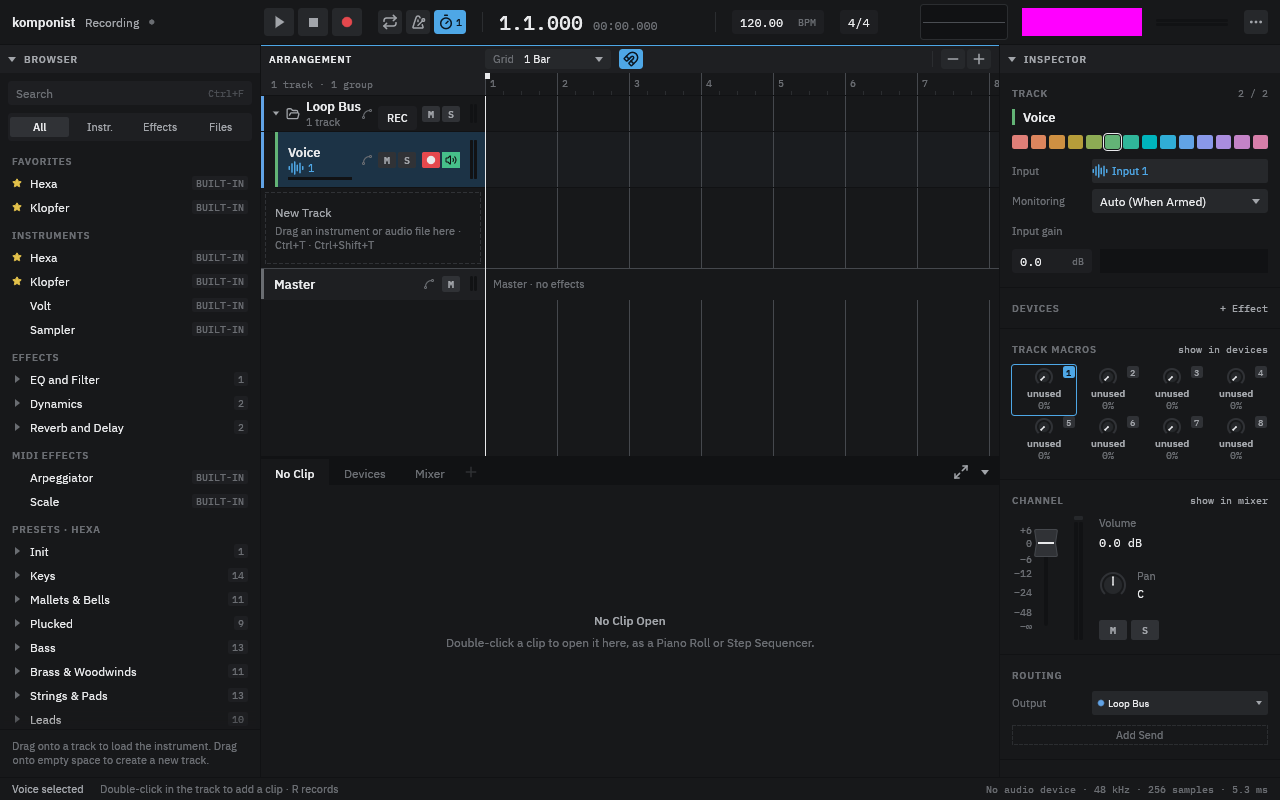 komponist
Recording
1
1.1.000
00:00.000
120.00 BPM
4/4
BROWSER
Search
Ctrl+F
All
Instr.
Effects
Files
FAVORITES
Hexa BUILT-IN
Klopfer BUILT-IN
INSTRUMENTS
Hexa BUILT-IN
Klopfer BUILT-IN
Volt BUILT-IN
Sampler BUILT-IN
EFFECTS
EQ and Filter 1
Dynamics 2
Reverb and Delay 2
MIDI EFFECTS
Arpeggiator BUILT-IN
Scale BUILT-IN
PRESETS · HEXA
Init 1
Keys 14
Mallets & Bells 11
Plucked 9
Bass 13
Brass & Woodwinds 11
Strings & Pads 13
Leads 10
Drag onto a track to load the instrument. Drag
onto empty space to create a new track.
ARRANGEMENT
Grid 1 Bar
1 track · 1 group
1 2 3 4 5 6 7 8
Loop Bus
1 track
REC
M S
Voice
1
M S
New Track
Drag an instrument or audio file here ·
Ctrl+T · Ctrl+Shift+T
Master
M
Master · no effects
No Clip
Devices
Mixer
No Clip Open
Double-click a clip to open it here, as a Piano Roll or Step Sequencer.
INSPECTOR
TRACK 2 / 2
Voice
Input Input 1
Monitoring Auto (When Armed)
Input gain
0.0 dB
DEVICES + Effect
TRACK MACROS show in devices
1 2 3 4
unused unused unused unused
0% 0% 0% 0%
5 6 7 8
unused unused unused unused
0% 0% 0% 0%
CHANNEL show in mixer
+6
0
−6
−12
−24
−48
−∞
Volume
0.0 dB
Pan
C
M S
ROUTING
Output Loop Bus
Add Send
Voice selected
Double-click in the track to add a clip · R records
No audio device · 48 kHz · 256 samples · 5.3 ms